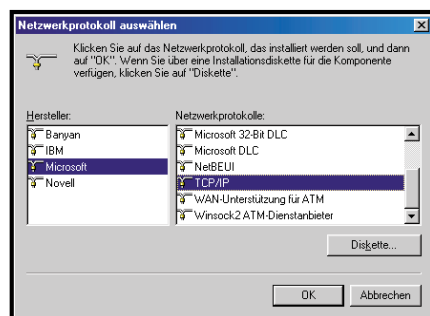 Netzwerkprotokoll auswählen
Klicken Sie auf das Netzwerkprotokoll, das installiert werden soll, und dann
auf "OK". Wenn Sie über eine Installationsdiskette für die Komponente
verfügen, klicken Sie auf "Diskette".
Hersteller:
Banyan
IBM
Microsoft
Novell
Netzwerkprotokolle:
Microsoft 32-Bit DLC
Microsoft DLC
NetBEUI
TCP/IP
WAN-Unterstützung für ATM
Winsock2 ATM-Dienstanbieter
Diskette...
OK
Abbrechen